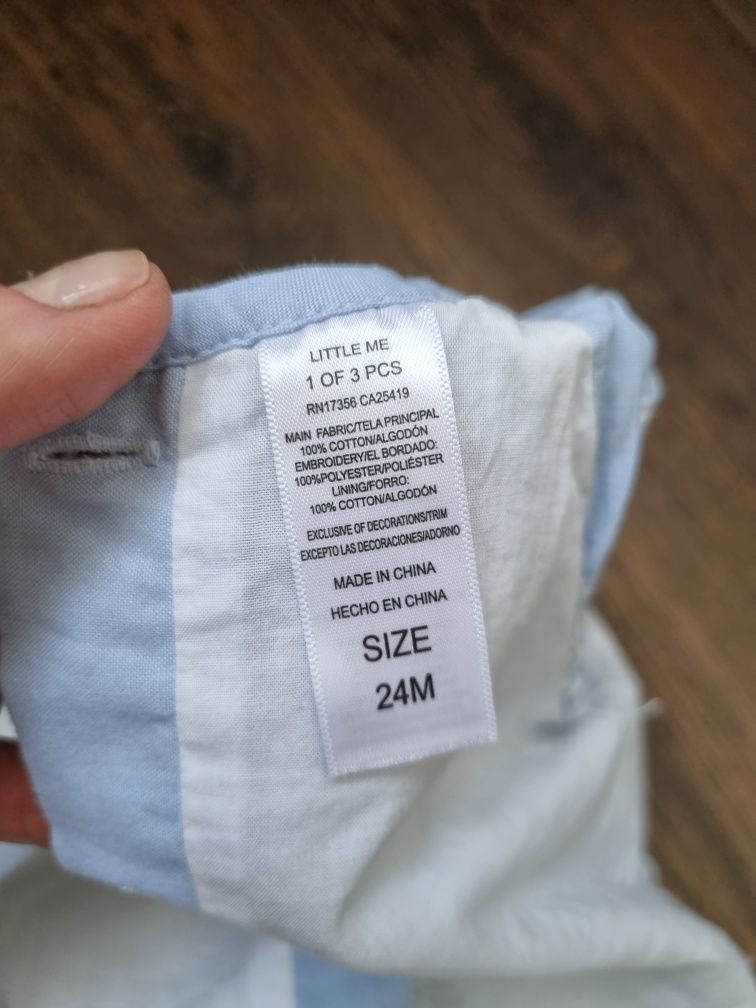 LITTLE ME
1 OF 3 PCS
RN17356 CA25419
MAIN FABRIC/TELA PRINCIPAL
100% COTTON/ALGODÓN
EMBROIDERY/EL BORDADO:
100%POLYESTER/POLIÉSTER
LINING/FORRO:
100% COTTON/ALGODÓN
EXCLUSIVE OF DECORATIONS/TRIM
EXCEPTO LAS DECORACIONES/ADORNO
MADE IN CHINA
HECHO EN CHINA
SIZE
24M